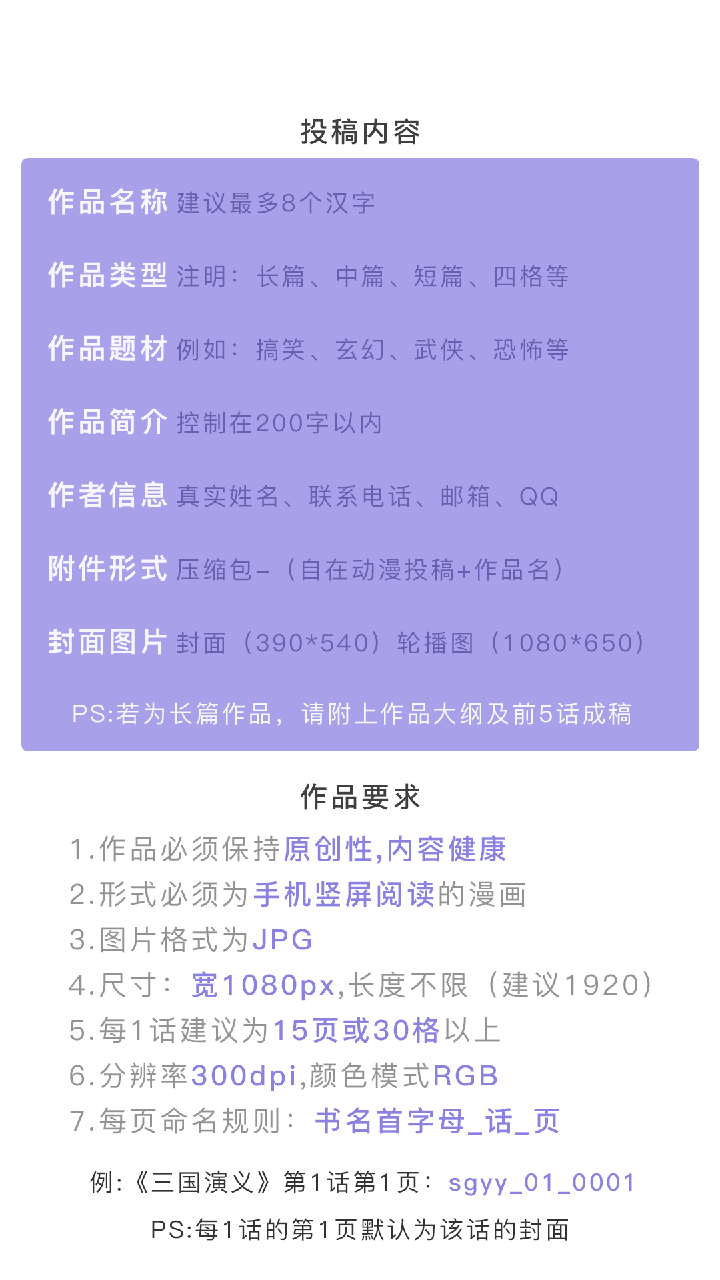 投稿内容
作品名称 建议最多8个汉字
作品类型 注明：长篇、中篇、短篇、四格等
作品题材 例如：搞笑、玄幻、武侠、恐怖等
作品简介 控制在200字以内
作者信息 真实姓名、联系电话、邮箱、QQ
附件形式 压缩包-（自在动漫投稿+作品名）
封面图片 封面（390*540）轮播图（1080*650）
PS:若为长篇作品，请附上作品大纲及前5话成稿
作品要求
1.作品必须保持原创性,内容健康
2.形式必须为手机竖屏阅读的漫画
3.图片格式为JPG
4.尺寸：宽1080px,长度不限（建议1920）
5.每1话建议为15页或30格以上
6.分辨率300dpi,颜色模式RGB
7.每页命名规则：书名首字母_话_页
例:《三国演义》第1话第1页：sgyy_01_0001
PS:每1话的第1页默认为该话的封面